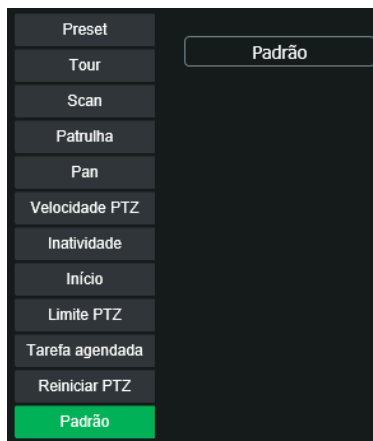 Preset
Tour
Scan
Patrulha
Pan
Velocidade PTZ
Inatividade
Início
Limite PTZ
Tarefa agendada
Reiniciar PTZ
Padrão
Padrão